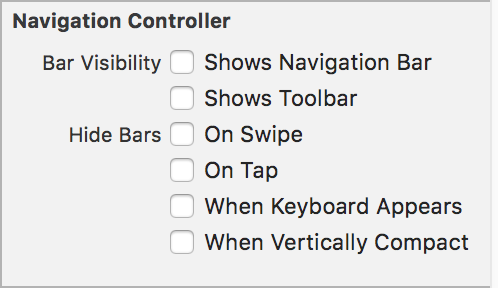 Navigation Controller
Bar Visibility Shows Navigation Bar
Shows Toolbar
Hide Bars On Swipe
On Tap
When Keyboard Appears
When Vertically Compact